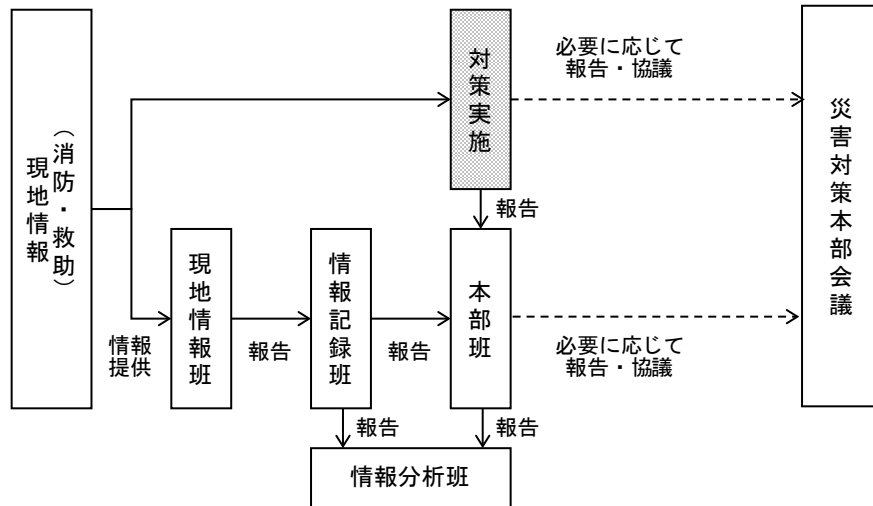 現地情報
（消防・救助）
対策実施
必要に応じて
報告・協議
災害対策本部会議
報告
情報
提供
現地情報班
報告
情報記録班
報告
本部班
必要に応じて
報告・協議
報告
報告
情報分析班